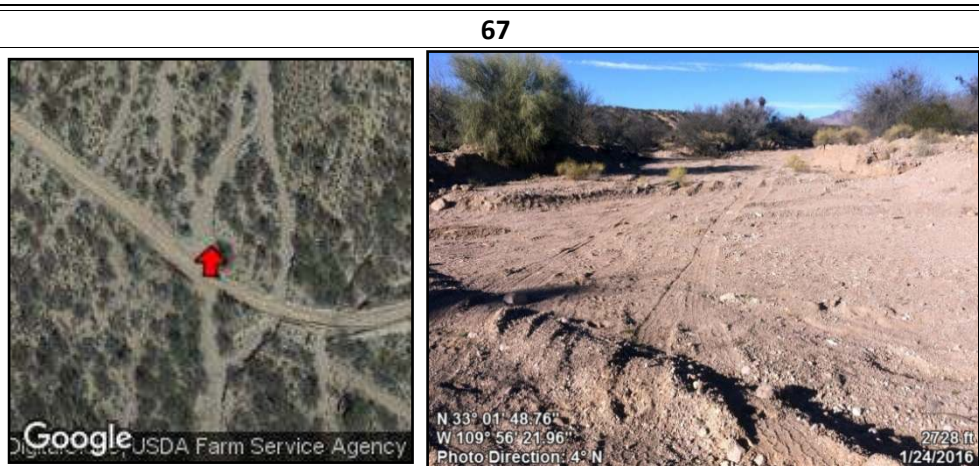 67
Google
USDA Farm Service Agency
N 33° 01' 48.76"
W 109° 56' 21.96"
Photo Direction: 4° N
2728 ft
1/24/2016